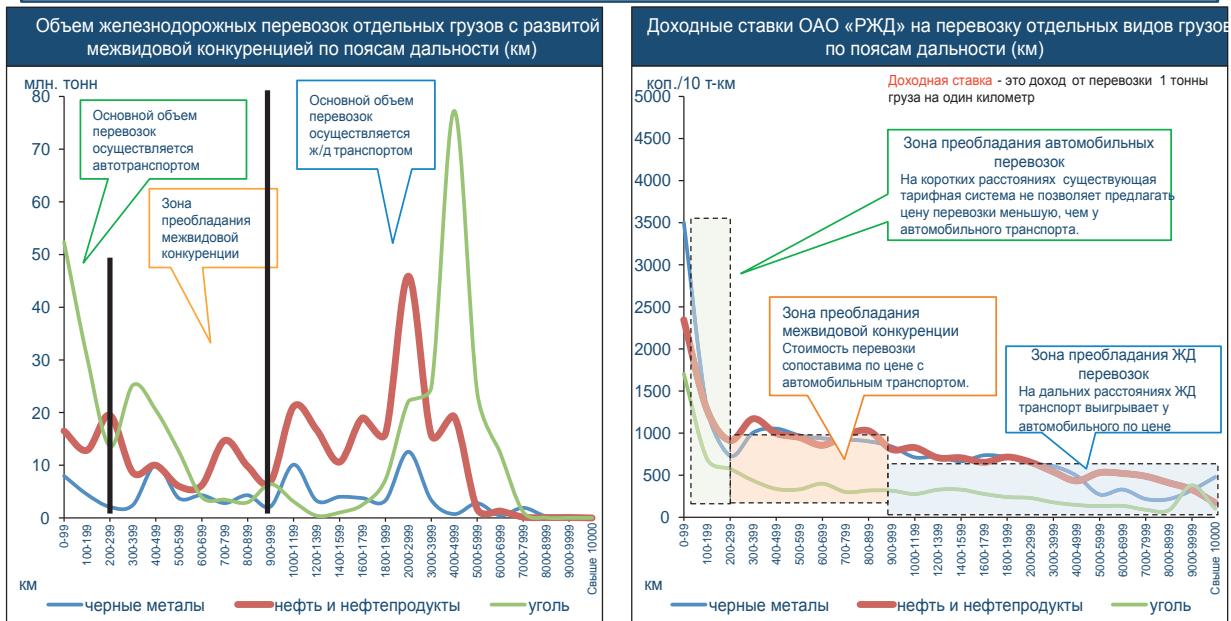 Объем железнодорожных перевозок отдельных грузов с развитой
межвидовой конкуренцией по поясам дальности (км)
млн. тонн
80
70
60
50
40
30
20
10
0
Основной объем
перевозок
осуществляется
автотранспортом
Зона
преобладания
межвидовой
конкуренции
Основной объем
перевозок
осуществляется
ж/д транспортом
0-99
100-199
200-299
300-399
400-499
500-599
600-699
700-799
800-899
900-999
1000-1199
1200-1399
1400-1599
1600-1799
1800-1999
2000-2999
3000-3999
4000-4999
5000-5999
6000-6999
7000-7999
8000-8999
9000-9999
Свыше 10000
км
черные металы
нефть и нефтепродукты
уголь
Доходные ставки ОАО «РЖД» на перевозку отдельных видов грузов
по поясам дальности (км)
коп./10 т-км
Доходная ставка - это доход от перевозки 1 тонны
груза на один километр
5000
4500
4000
3500
3000
2500
2000
1500
1000
500
0
Зона преобладания автомобильных
перевозок
На коротких расстояниях существующая
тарифная система не позволяет предлагать
цену перевозки меньшую, чем у
автомобильного транспорта.
Зона преобладания
межвидовой конкуренции
Стоимость перевозки
сопоставима по цене с
автомобильным транспортом.
Зона преобладания ЖД
перевозок
На дальних расстояниях ЖД
транспорт выигрывает у
автомобильного по цене
0-99
100-199
200-299
300-399
400-499
500-599
600-699
700-799
800-899
900-999
1000-1199
1200-1399
1400-1599
1600-1799
1800-1999
2000-2999
3000-3999
4000-4999
5000-5999
6000-6999
7000-7999
8000-8999
9000-9999
Свыше 10000
км
черные металы
нефть и нефтепродукты
уголь